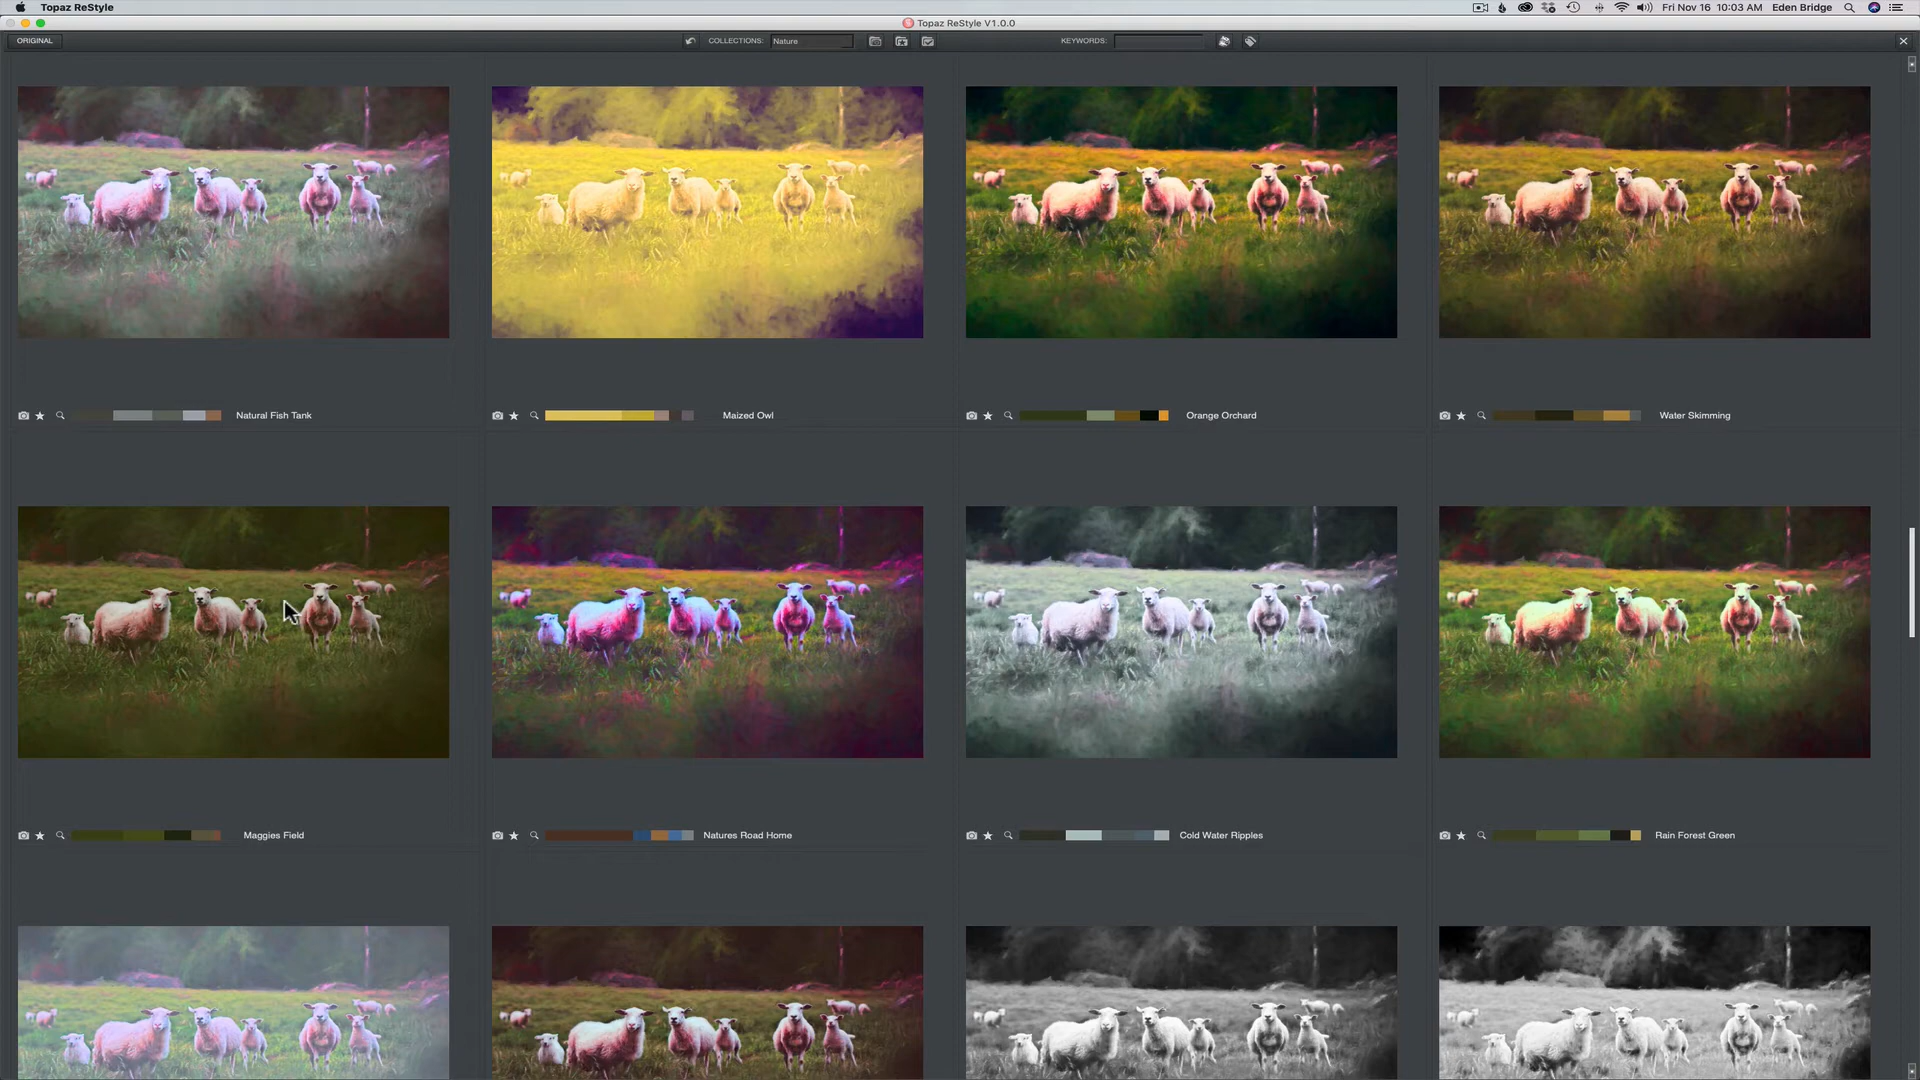 Topaz ReStyle
Fri Nov 16 10:03 AM Eden Bridge
Topaz ReStyle V1.0.0
ORIGINAL
COLLECTIONS: Nature
KEYWORDS:
Natural Fish Tank
Maized Owl
Orange Orchard
Water Skimming
Maggies Field
Natures Road Home
Cold Water Ripples
Rain Forest Green